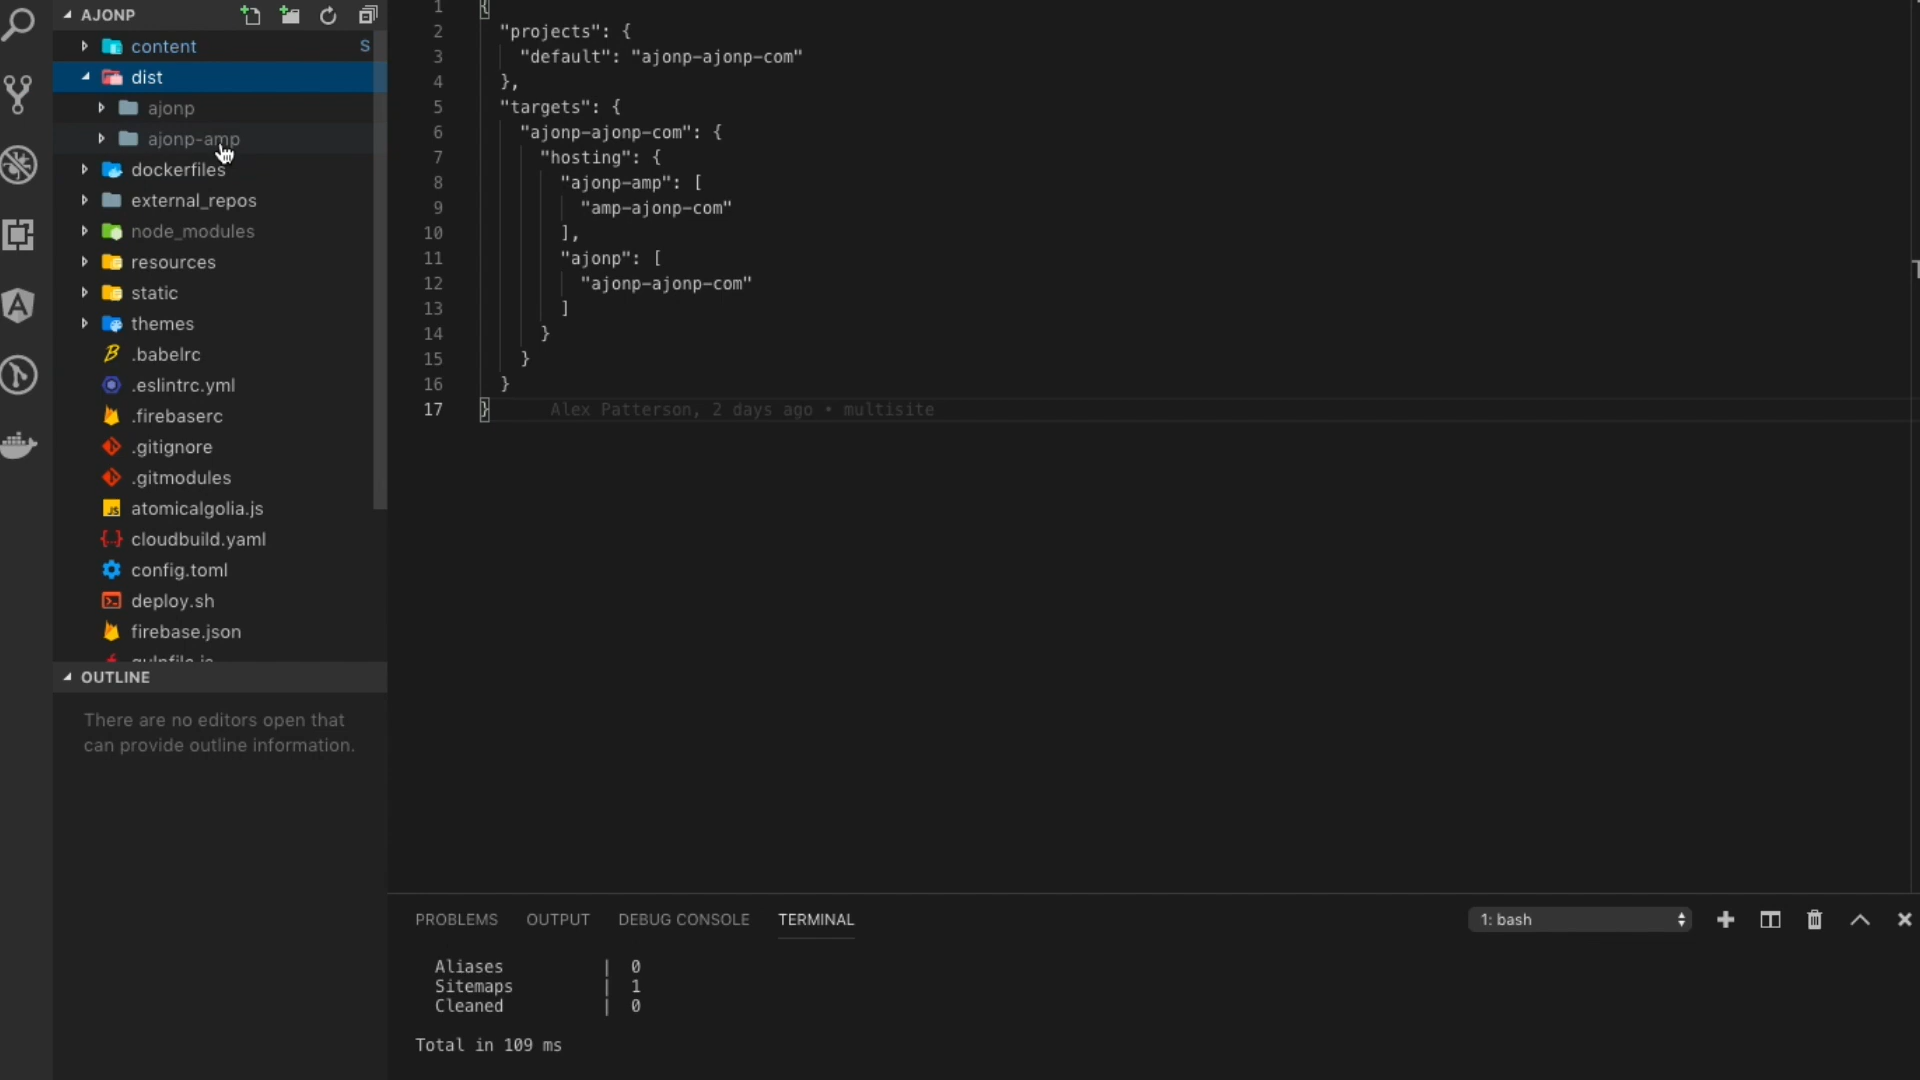 AJONP
content S
dist
ajonp
ajonp-amp
dockerfiles
external_repos
node_modules
resources
static
themes
.babelrc
.eslintrc.yml
.firebaserc
.gitignore
.gitmodules
atomicalgolia.js
cloudbuild.yaml
config.toml
deploy.sh
firebase.json
OUTLINE
There are no editors open that
can provide outline information.
1 {
2 "projects": {
3 "default": "ajonp-ajonp-com"
4 },
5 "targets": {
6 "ajonp-ajonp-com": {
7 "hosting": {
8 "ajonp-amp": [
9 "amp-ajonp-com"
10 ],
11 "ajonp": [
12 "ajonp-ajonp-com"
13 ]
14 }
15 }
16 }
17 } Alex Patterson, 2 days ago • multisite
PROBLEMS OUTPUT DEBUG CONSOLE TERMINAL 1: bash
Aliases | 0
Sitemaps | 1
Cleaned | 0
Total in 109 ms